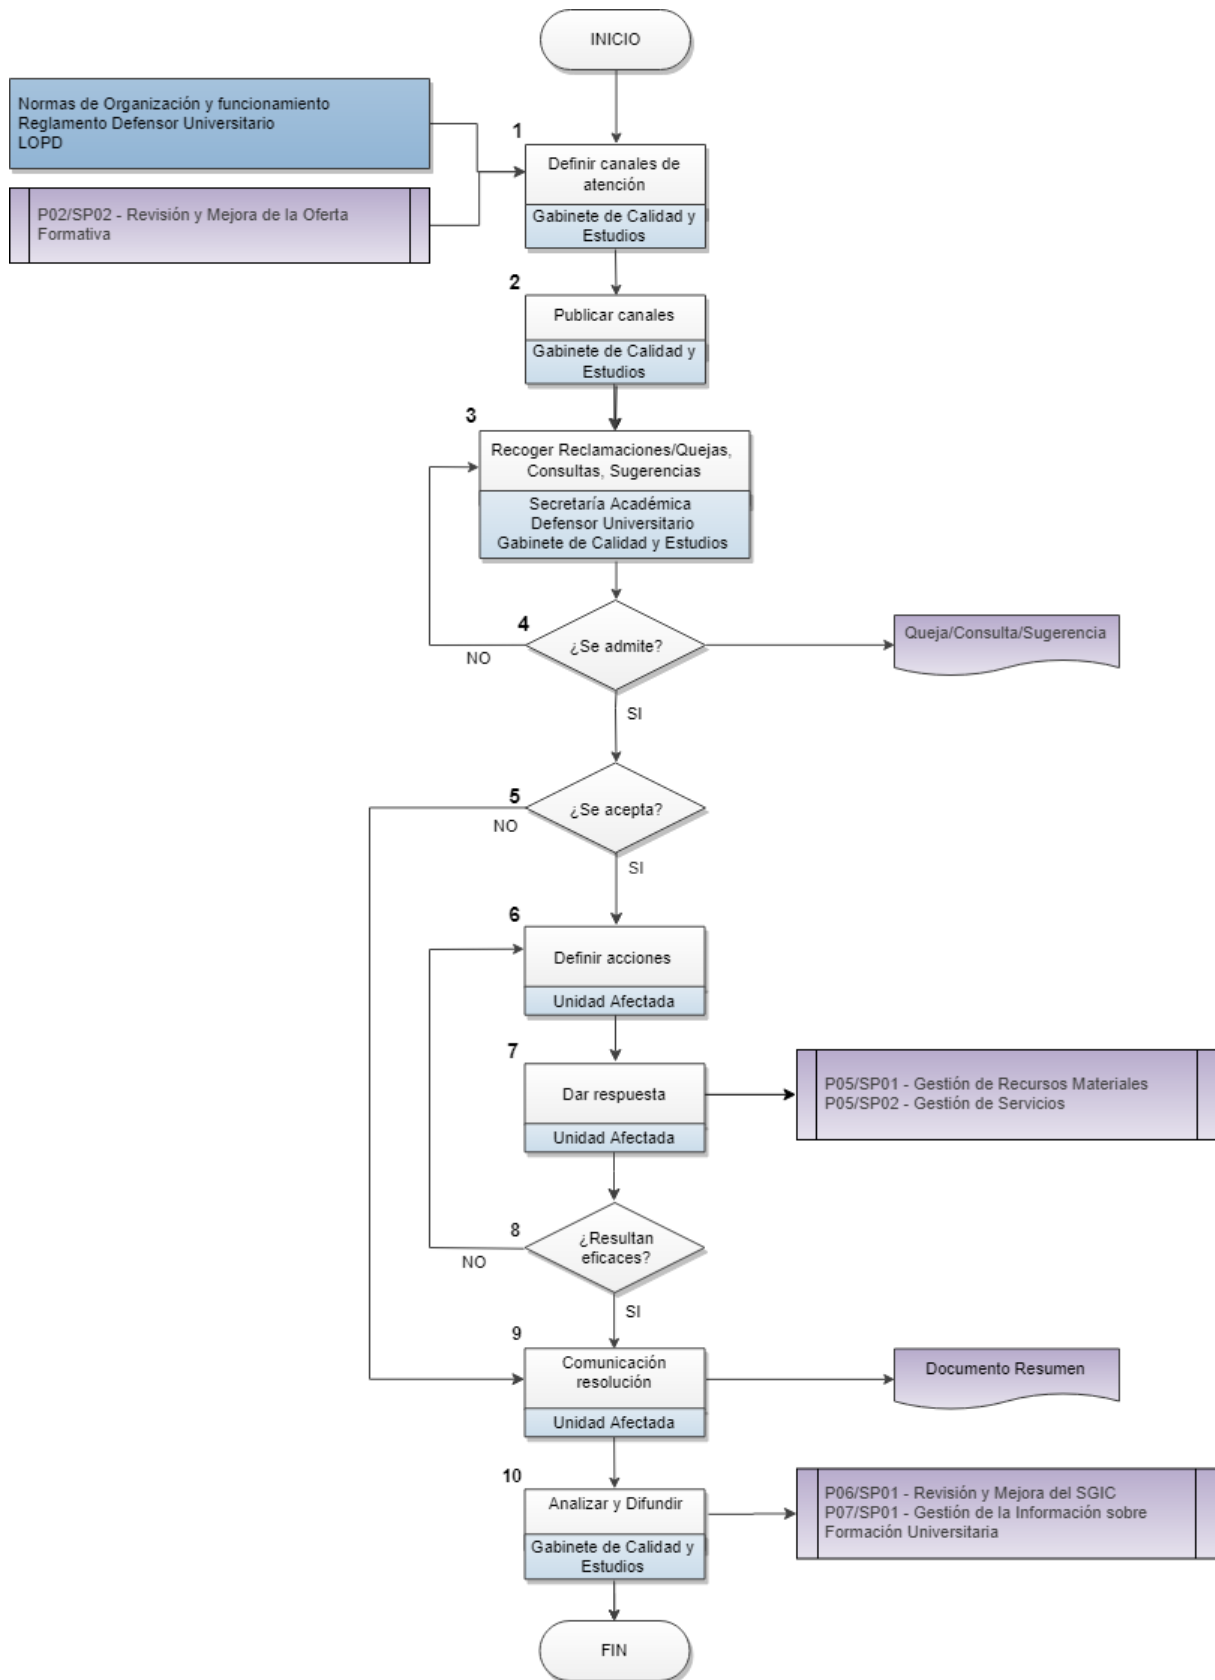 INICIO
Normas de Organización y funcionamiento
Reglamento Defensor Universitario
LOPD
P02/SP02 - Revisión y Mejora de la Oferta
Formativa
1
Definir canales de
atención
Gabinete de Calidad y
Estudios
2
Publicar canales
Gabinete de Calidad y
Estudios
3
Recoger Reclamaciones/Quejas,
Consultas, Sugerencias
Secretaría Académica
Defensor Universitario
Gabinete de Calidad y Estudios
4
¿Se admite?
NO
SI
Queja/Consulta/Sugerencia
5
¿Se acepta?
NO
SI
6
Definir acciones
Unidad Afectada
7
Dar respuesta
Unidad Afectada
P05/SP01 - Gestión de Recursos Materiales
P05/SP02 - Gestión de Servicios
8
¿Resultan
eficaces?
NO
SI
9
Comunicación
resolución
Unidad Afectada
Documento Resumen
10
Analizar y Difundir
Gabinete de Calidad y
Estudios
P06/SP01 - Revisión y Mejora del SGIC
P07/SP01 - Gestión de la Información sobre
Formación Universitaria
FIN